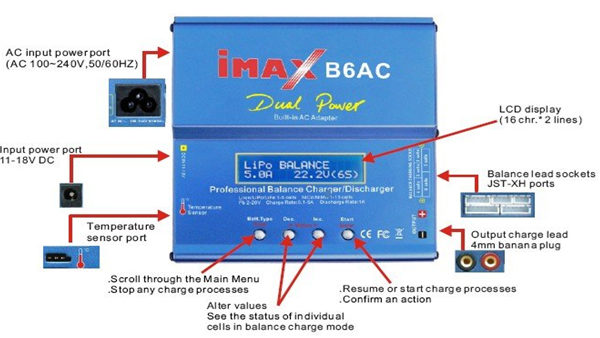 AC input power port
(AC 100~240V,50/60HZ)
iMAX B6AC
Dual Power
Built-in AC Adapter
LCD display
(16 chr.* 2 lines)
Input power port
11-18V DC
LiPo BALANCE
5.0A 22.2V(6S)
Professional Balance Charger/Discharger
Balance lead sockets
JST-XH ports
Temperature
Sensor
Batt.Type
Dec.
Inc.
Start
CE FC
OUTPUT
Temperature
sensor port
Output charge lead
4mm banana plug
.Scroll through the Main Menu
.Stop any charge processes
Alter values
See the status of individual
cells in balance charge mode
.Resume or start charge processes
.Confirm an action